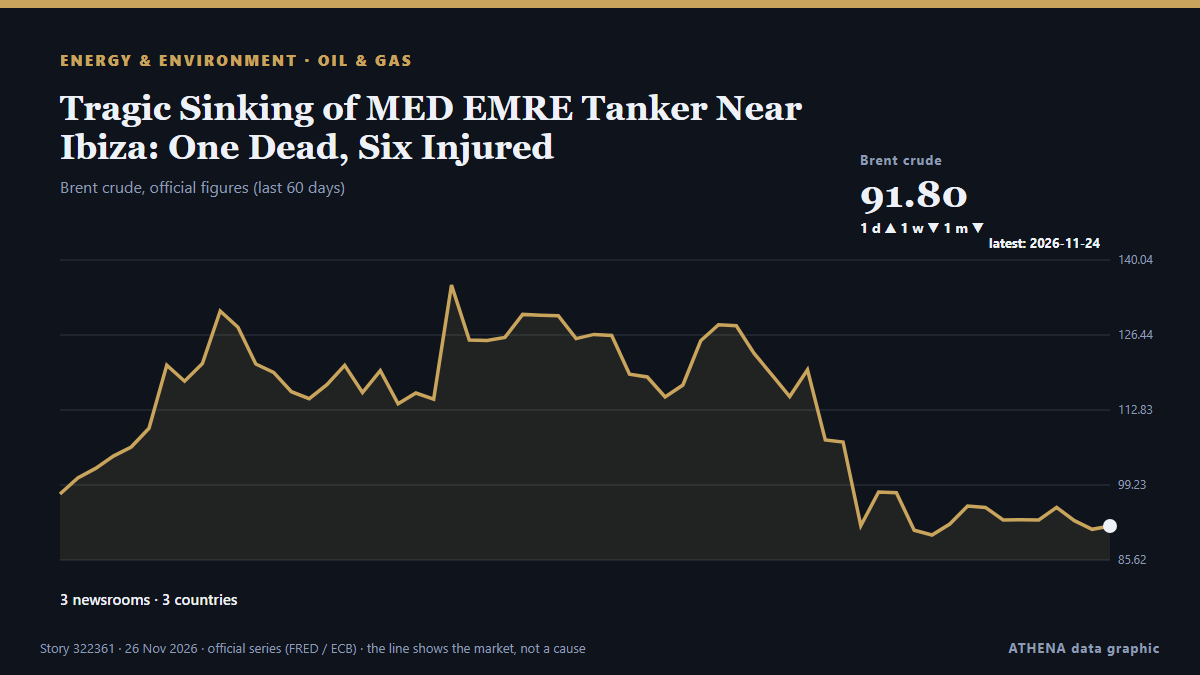 ENERGY & ENVIRONMENT · OIL & GAS
Tragic Sinking of MED EMRE Tanker Near
Ibiza: One Dead, Six Injured
Brent crude, official figures (last 60 days)
Brent crude
91.80
1 d ▲ 1 w ▼ 1 m ▼
latest: 2026-11-24
140.04
126.44
112.83
99.23
85.62
3 newsrooms · 3 countries
Story 322361 · 26 Nov 2026 · official series (FRED / ECB) · the line shows the market, not a cause
ATHENA data graphic